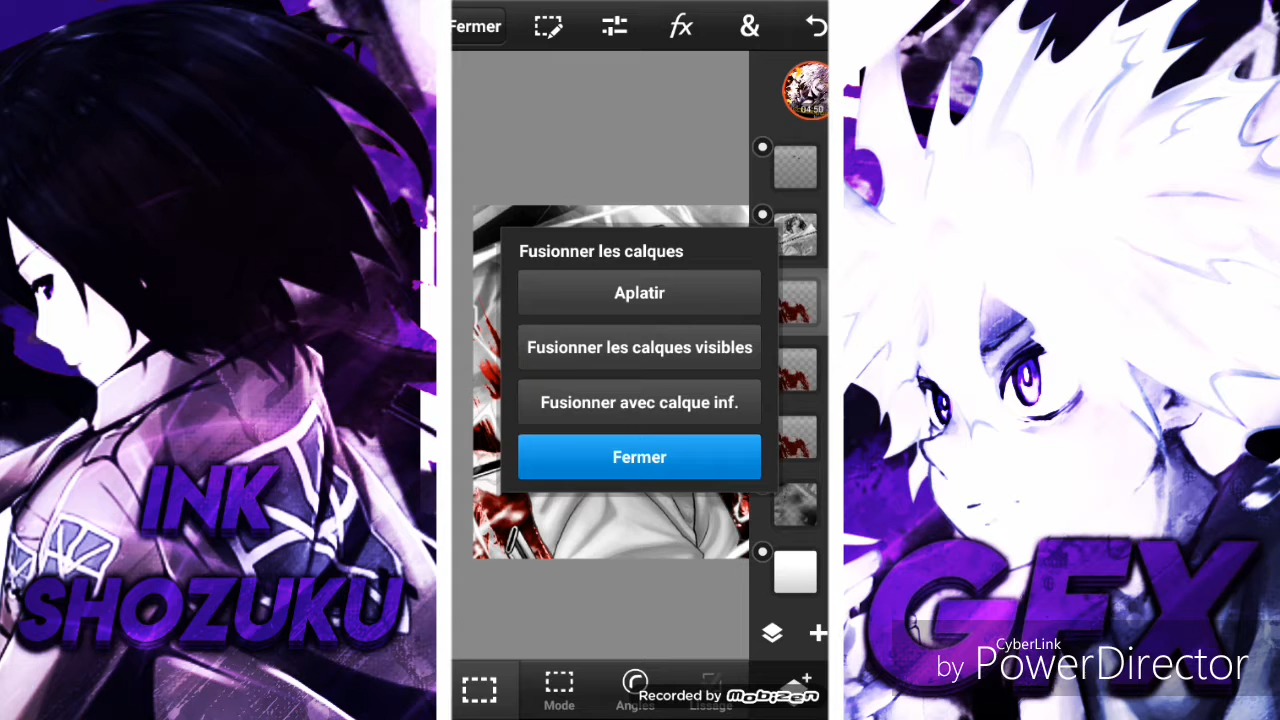 Fermer
fx
&
04:50
Fusionner les calques
Aplatir
Fusionner les calques visibles
Fusionner avec calque inf.
Fermer
INK
SHOZUKU
GFX
CyberLink
by PowerDirector
Mode
Angles
Lissage
Recorded by Mobizen